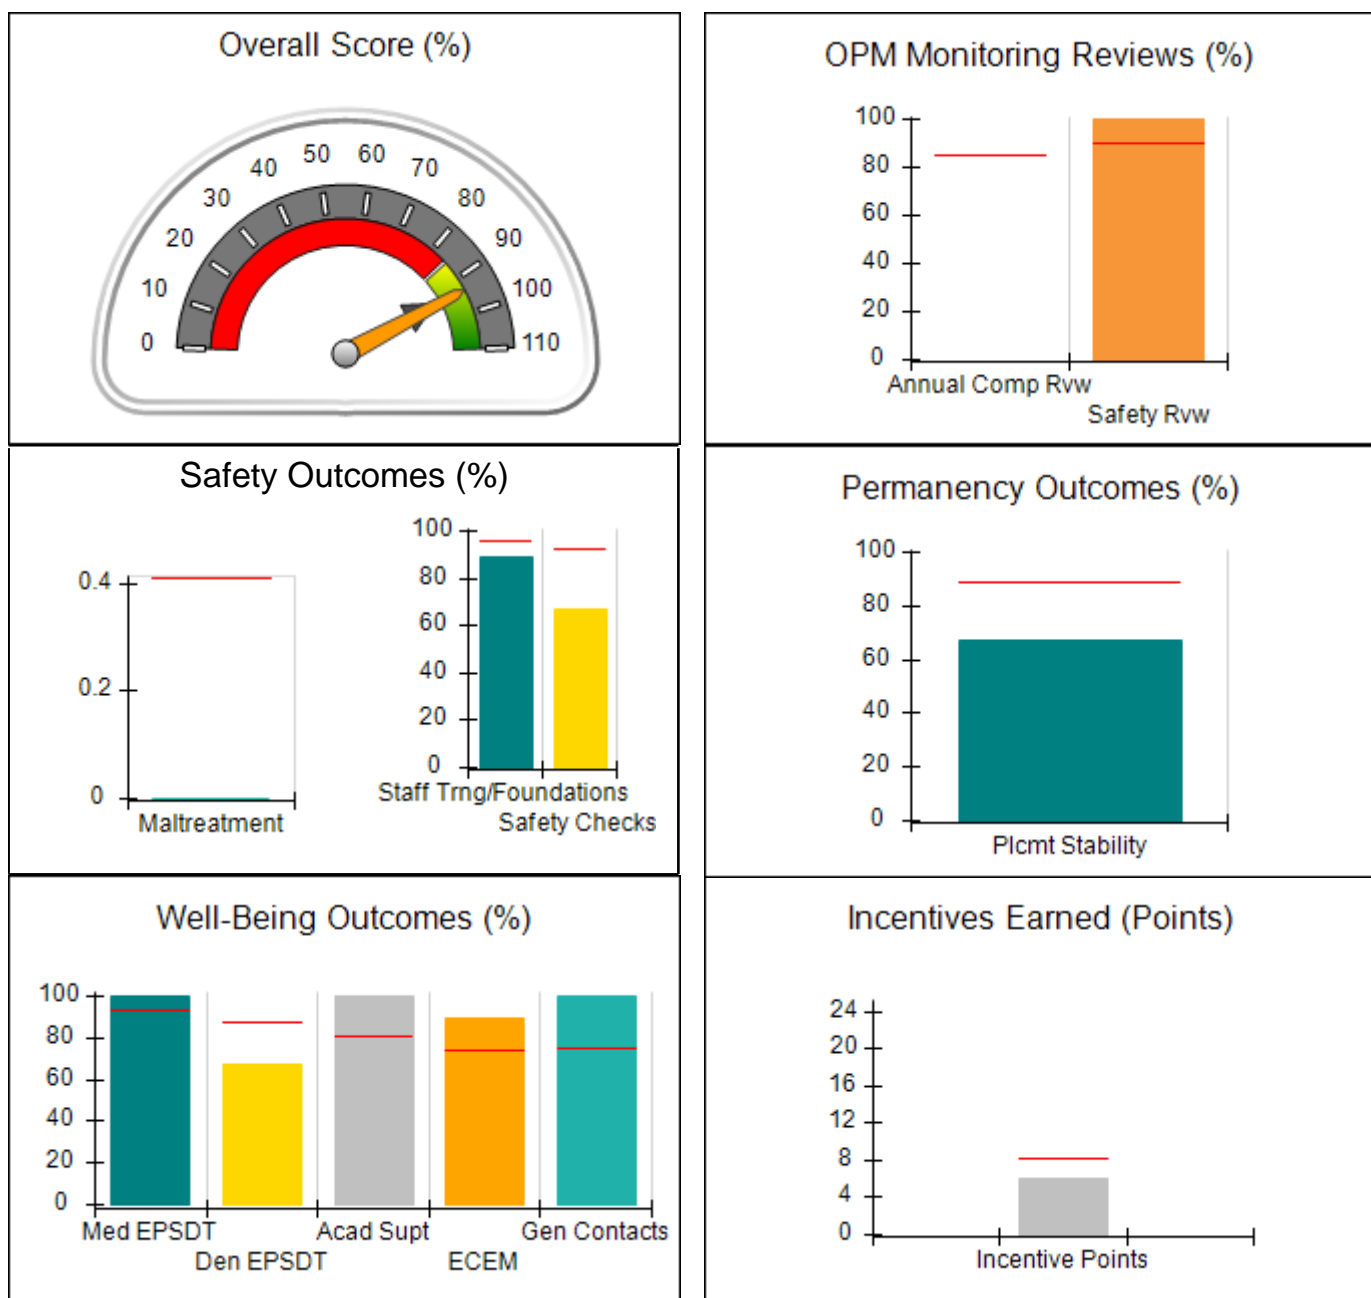 Overall Score (%)
0
10
20
30
40
50
60
70
80
90
100
110
OPM Monitoring Reviews (%)
100
80
60
40
20
0
Annual Comp Rvw
Safety Rvw
Safety Outcomes (%)
0.4
0.2
0
Maltreatment
100
80
60
40
20
0
Staff Trng/Foundations
Safety Checks
Permanency Outcomes (%)
100
80
60
40
20
0
Plcmt Stability
Well-Being Outcomes (%)
100
80
60
40
20
0
Med EPSDT
Den EPSDT
Acad Supt
ECEM
Gen Contacts
Incentives Earned (Points)
24
20
16
12
8
4
0
Incentive Points